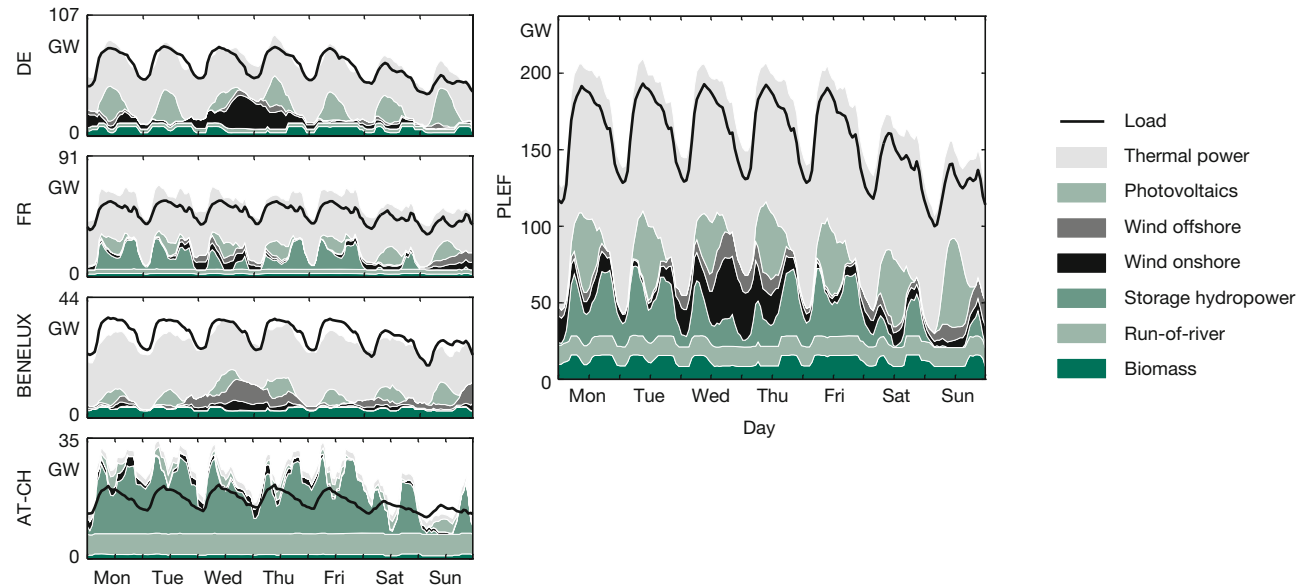 107
GW
DE
0
91
GW
FR
0
44
GW
BENELUX
0
35
GW
AT-CH
0
Mon Tue Wed Thu Fri Sat Sun
GW
200
150
PLEF
100
50
0
Mon Tue Wed Thu Fri Sat Sun
Day
Load
Thermal power
Photovoltaics
Wind offshore
Wind onshore
Storage hydropower
Run-of-river
Biomass